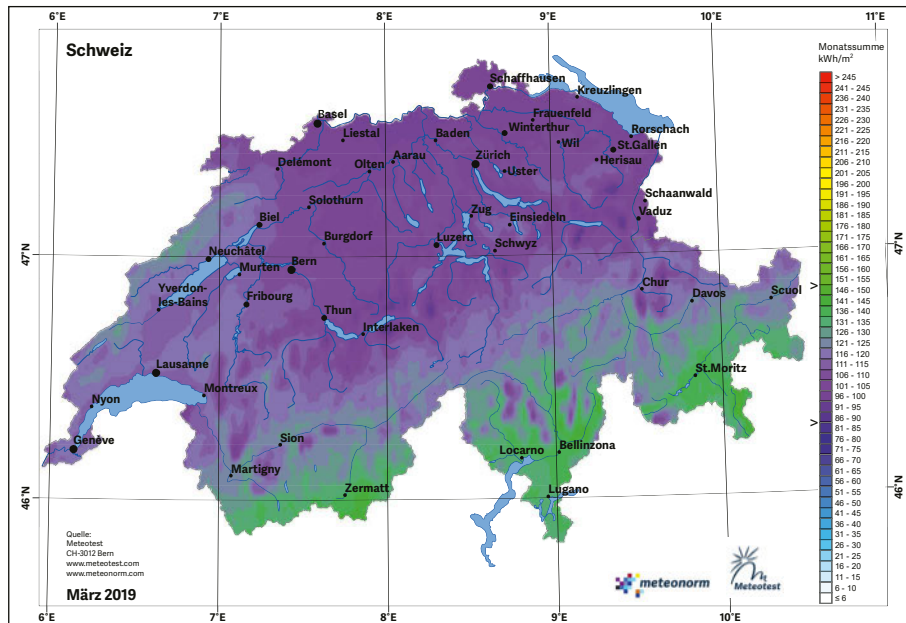 6°E 7°E 8°E 9°E 10°E 11°E
Schweiz
Monatssumme
kWh/m²
> 245
241 - 245
236 - 240
231 - 235
226 - 230
221 - 225
216 - 220
211 - 215
206 - 210
201 - 205
196 - 200
191 - 195
186 - 190
181 - 185
176 - 180
171 - 175
166 - 170
161 - 165
156 - 160
151 - 155
146 - 150
141 - 145
136 - 140
131 - 135
126 - 130
121 - 125
116 - 120
111 - 115
106 - 110
101 - 105
96 - 100
91 - 95
86 - 90
81 - 85
76 - 80
71 - 75
66 - 70
61 - 65
56 - 60
51 - 55
46 - 50
41 - 45
36 - 40
31 - 35
26 - 30
21 - 25
16 - 20
11 - 15
6 - 10
≤ 6
Schaffhausen
Kreuzlingen
Basel
Frauenfeld
Liestal
Baden
Winterthur
Rorschach
Wil
St.Gallen
Delémont
Olten
Aarau
Zürich
Herisau
Uster
Solothurn
Schaanwald
Biel
Zug
Einsiedeln
Vaduz
Burgdorf
Luzern
Schwyz
47°N
47°N
Neuchâtel
Murten
Bern
Yverdon-
les-Bains
Fribourg
Chur
Davos
Scuol
Thun
Interlaken
Lausanne
Montreux
St.Moritz
Nyon
Genève
Sion
Locarno
Bellinzona
Martigny
Zermatt
Lugano
46°N
46°N
Quelle:
Meteotest
CH-3012 Bern
www.meteotest.com
www.meteonorm.com
meteonorm
Meteotest
März 2019
6°E 7°E 8°E 9°E 10°E